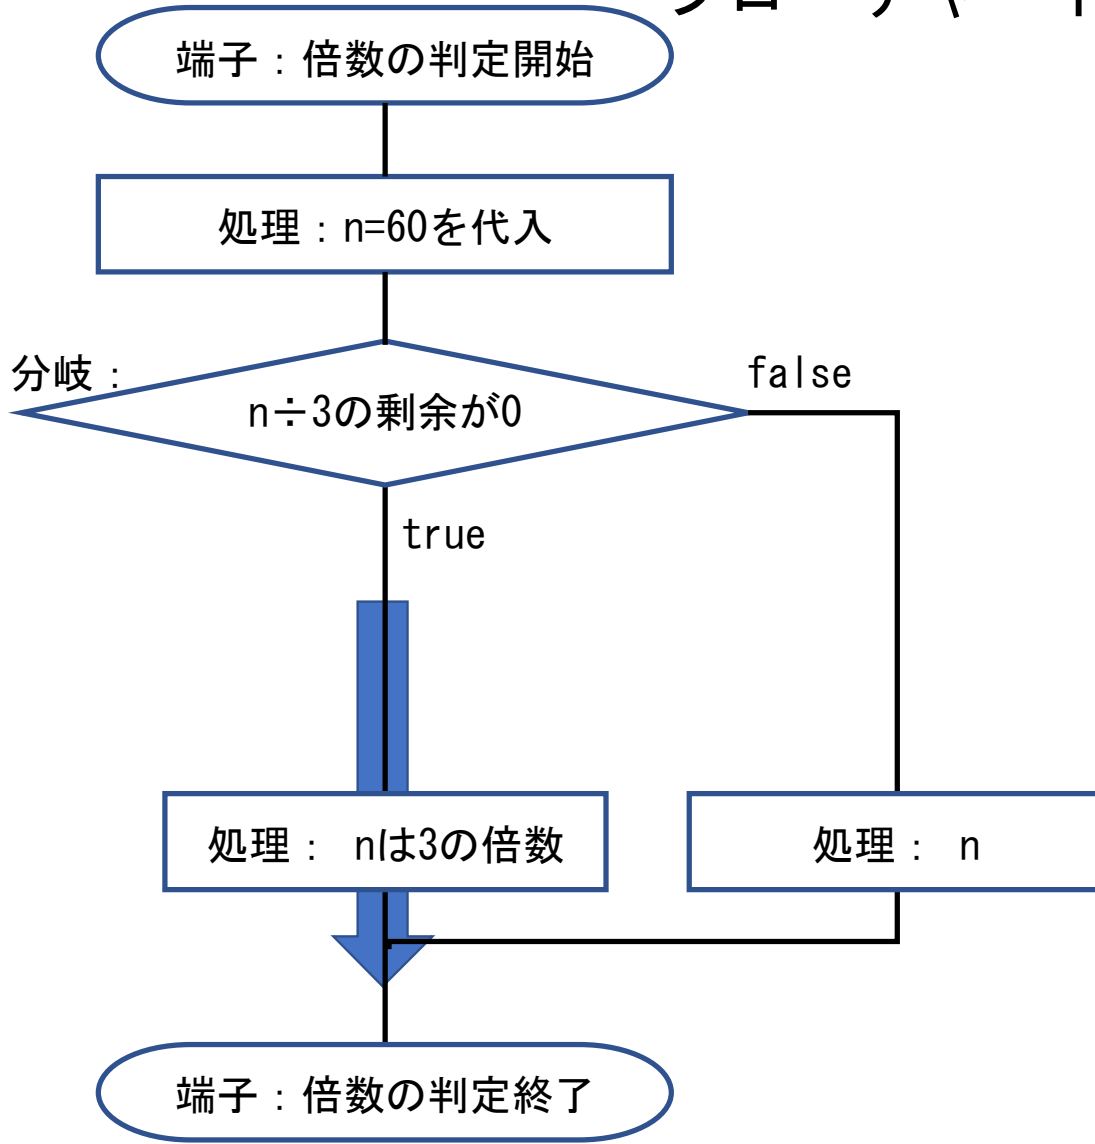 端子：倍数の判定開始
処理：n=60を代入
分岐：
false
n÷3の剰余が0
true
処理： nは3の倍数
処理： n
端子：倍数の判定終了